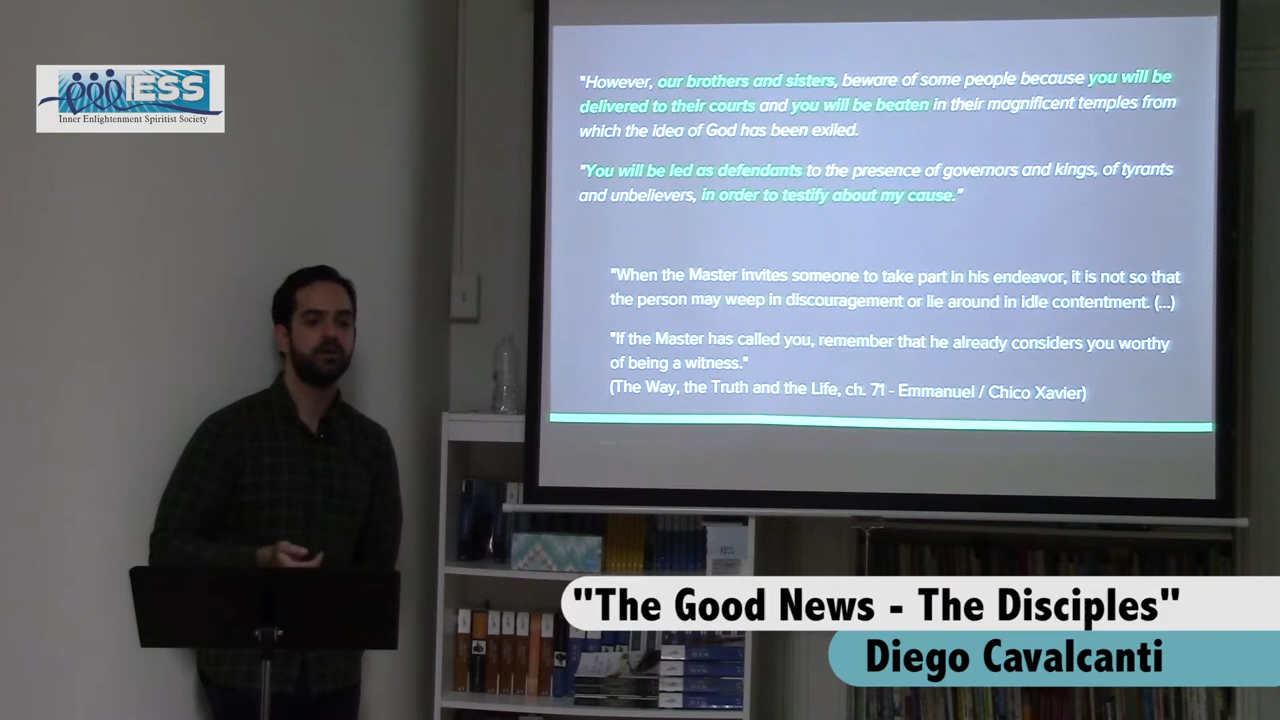 IESS
Inner Enlightenment Spiritist Society
"However, our brothers and sisters, beware of some people because you will be
delivered to their courts and you will be beaten in their magnificent temples from
which the idea of God has been exiled.
"You will be led as defendants to the presence of governors and kings, of tyrants
and unbelievers, in order to testify about my cause."
"When the Master invites someone to take part in his endeavor, it is not so that
the person may weep in discouragement or lie around in idle contentment. (...)
"If the Master has called you, remember that he already considers you worthy
of being a witness."
(The Way, the Truth and the Life, ch. 71 - Emmanuel / Chico Xavier)
"The Good News - The Disciples"
Diego Cavalcanti